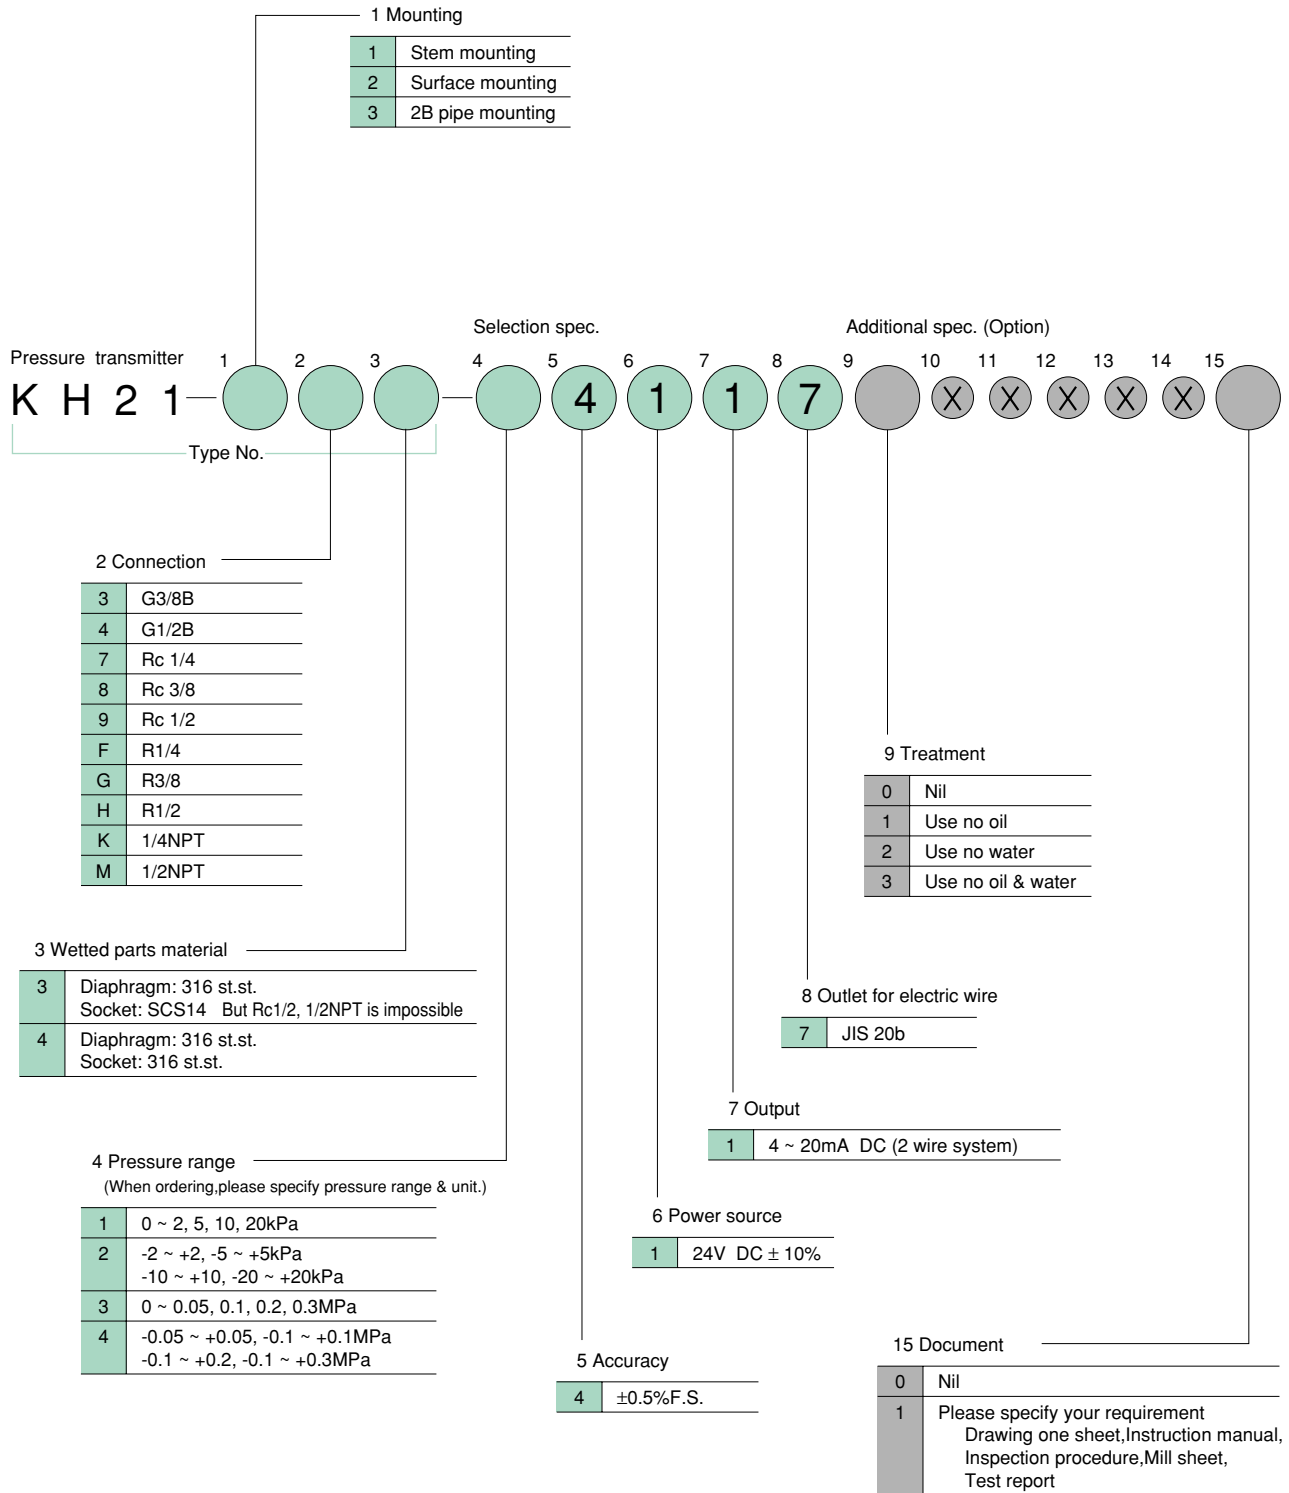 1 Mounting
1 Stem mounting
2 Surface mounting
3 2B pipe mounting
Selection spec.
Additional spec. (Option)
Pressure transmitter
1 2 3 4 5 6 7 8 9 10 11 12 13 14 15
K H 2 1 4 1 1 7 X X X X X
Type No.
2 Connection
3 G3/8B
4 G1/2B
7 Rc 1/4
8 Rc 3/8
9 Rc 1/2
F R1/4
G R3/8
H R1/2
K 1/4NPT
M 1/2NPT
9 Treatment
0 Nil
1 Use no oil
2 Use no water
3 Use no oil & water
3 Wetted parts material
3 Diaphragm: 316 st.st.
Socket: SCS14 But Rc1/2, 1/2NPT is impossible
4 Diaphragm: 316 st.st.
Socket: 316 st.st.
8 Outlet for electric wire
7 JIS 20b
7 Output
1 4 ~ 20mA DC (2 wire system)
4 Pressure range
(When ordering,please specify pressure range & unit.)
1 0 ~ 2, 5, 10, 20kPa
2 -2 ~ +2, -5 ~ +5kPa
-10 ~ +10, -20 ~ +20kPa
3 0 ~ 0.05, 0.1, 0.2, 0.3MPa
4 -0.05 ~ +0.05, -0.1 ~ +0.1MPa
-0.1 ~ +0.2, -0.1 ~ +0.3MPa
6 Power source
1 24V DC ± 10%
5 Accuracy
4 ±0.5%F.S.
15 Document
0 Nil
1 Please specify your requirement
Drawing one sheet,Instruction manual,
Inspection procedure,Mill sheet,
Test report